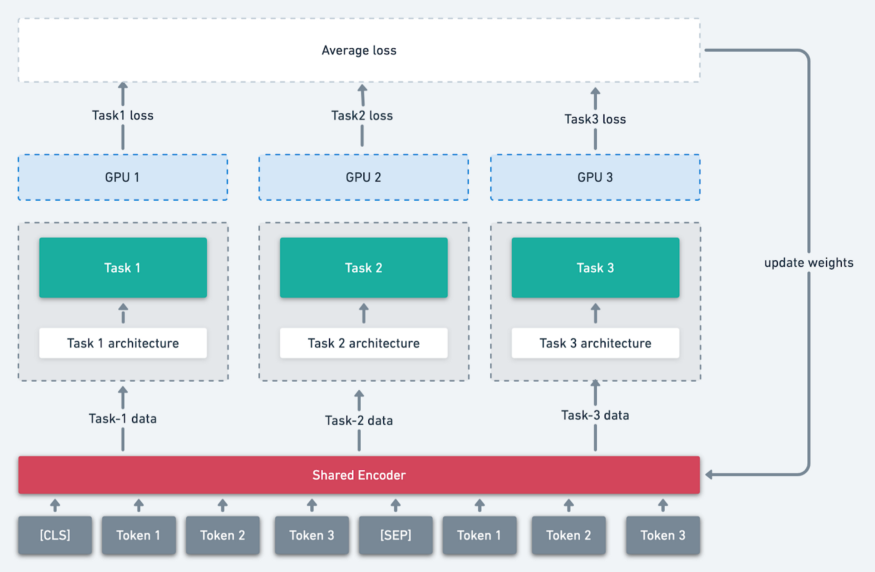 Average loss
Task1 loss
Task2 loss
Task3 loss
GPU 1
GPU 2
GPU 3
Task 1
Task 2
Task 3
update weights
Task 1 architecture
Task 2 architecture
Task 3 architecture
Task-1 data
Task-2 data
Task-3 data
Shared Encoder
[CLS]
Token 1
Token 2
Token 3
[SEP]
Token 1
Token 2
Token 3